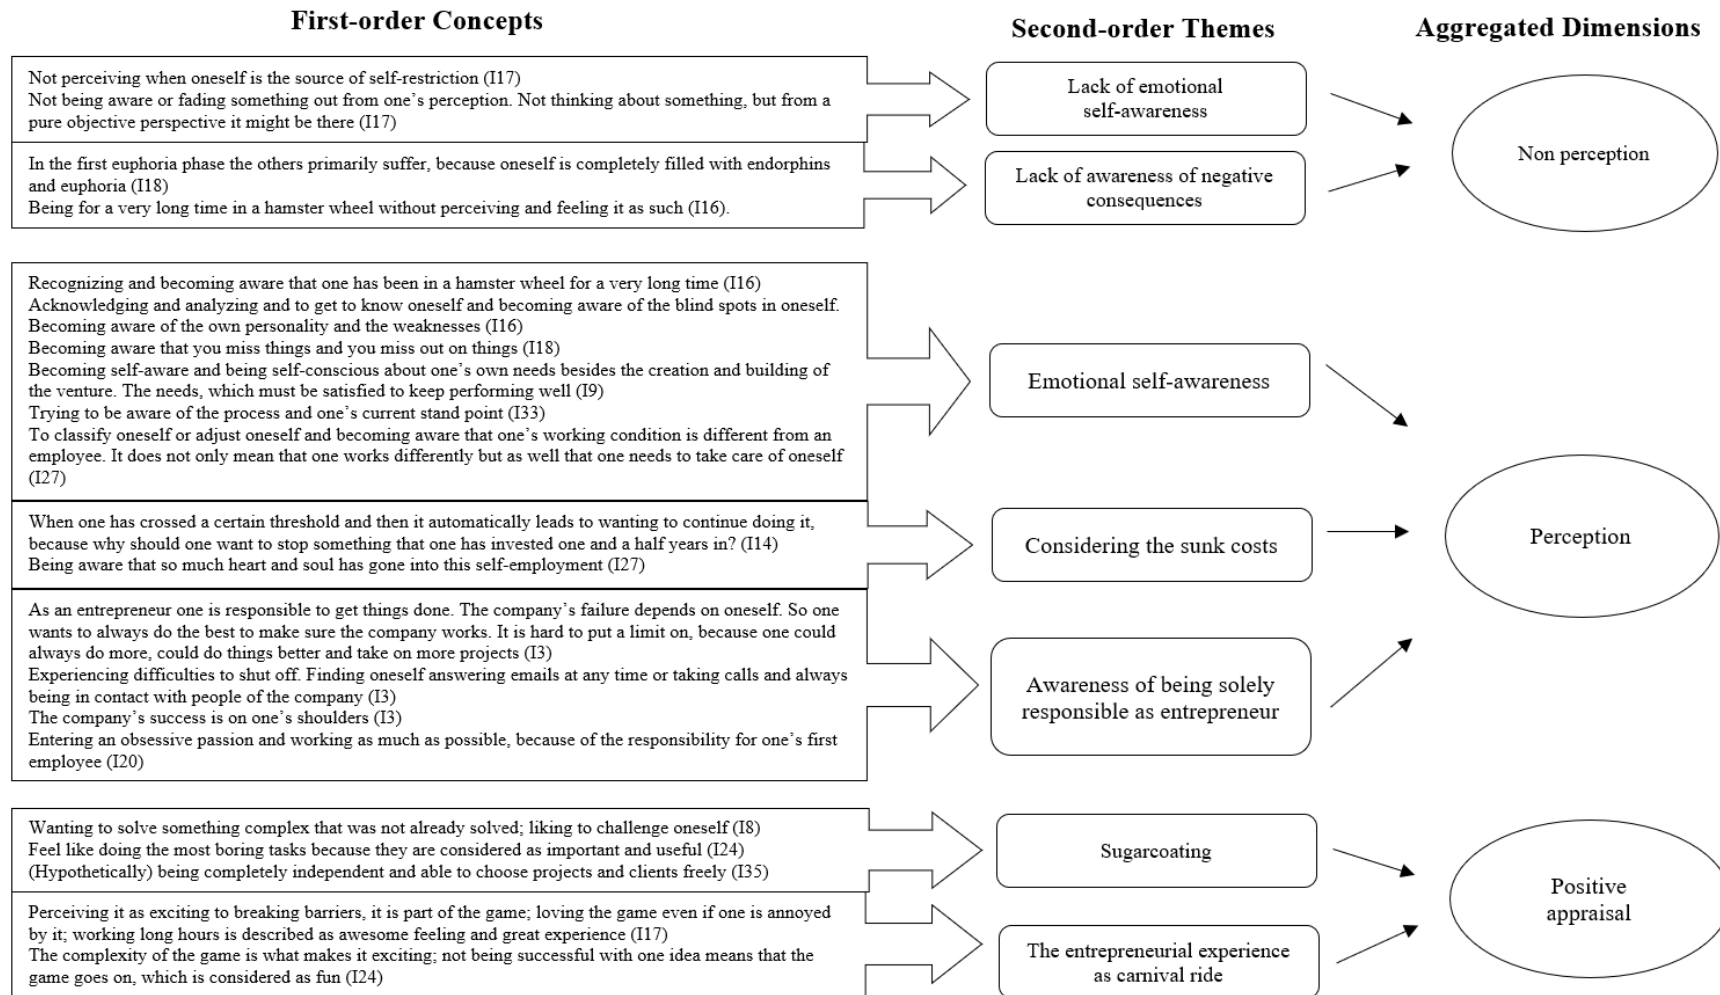 First-order Concepts
Second-order Themes
Aggregated Dimensions
Not perceiving when oneself is the source of self-restriction (I17)
Not being aware or fading something out from one’s perception. Not thinking about something, but from a
pure objective perspective it might be there (I17)
Lack of emotional
self-awareness
Non perception
In the first euphoria phase the others primarily suffer, because oneself is completely filled with endorphins
and euphoria (I18)
Being for a very long time in a hamster wheel without perceiving and feeling it as such (I16).
Lack of awareness of negative
consequences
Recognizing and becoming aware that one has been in a hamster wheel for a very long time (I16)
Acknowledging and analyzing and to get to know oneself and becoming aware of the blind spots in oneself.
Becoming aware of the own personality and the weaknesses (I16)
Becoming aware that you miss things and you miss out on things (I18)
Becoming self-aware and being self-conscious about one’s own needs besides the creation and building of
the venture. The needs, which must be satisfied to keep performing well (I9)
Trying to be aware of the process and one’s current stand point (I33)
To classify oneself or adjust oneself and becoming aware that one’s working condition is different from an
employee. It does not only mean that one works differently but as well that one needs to take care of oneself
(I27)
Emotional self-awareness
When one has crossed a certain threshold and then it automatically leads to wanting to continue doing it,
because why should one want to stop something that one has invested one and a half years in? (I14)
Being aware that so much heart and soul has gone into this self-employment (I27)
Considering the sunk costs
Perception
As an entrepreneur one is responsible to get things done. The company’s failure depends on oneself. So one
wants to always do the best to make sure the company works. It is hard to put a limit on, because one could
always do more, could do things better and take on more projects (I3)
Experiencing difficulties to shut off. Finding oneself answering emails at any time or taking calls and always
being in contact with people of the company (I3)
The company’s success is on one’s shoulders (I3)
Entering an obsessive passion and working as much as possible, because of the responsibility for one’s first
employee (I20)
Awareness of being solely
responsible as entrepreneur
Wanting to solve something complex that was not already solved; liking to challenge oneself (I8)
Feel like doing the most boring tasks because they are considered as important and useful (I24)
(Hypothetically) being completely independent and able to choose projects and clients freely (I35)
Sugarcoating
Positive
appraisal
Perceiving it as exciting to breaking barriers, it is part of the game; loving the game even if one is annoyed
by it; working long hours is described as awesome feeling and great experience (I17)
The complexity of the game is what makes it exciting; not being successful with one idea means that the
game goes on, which is considered as fun (I24)
The entrepreneurial experience
as carnival ride